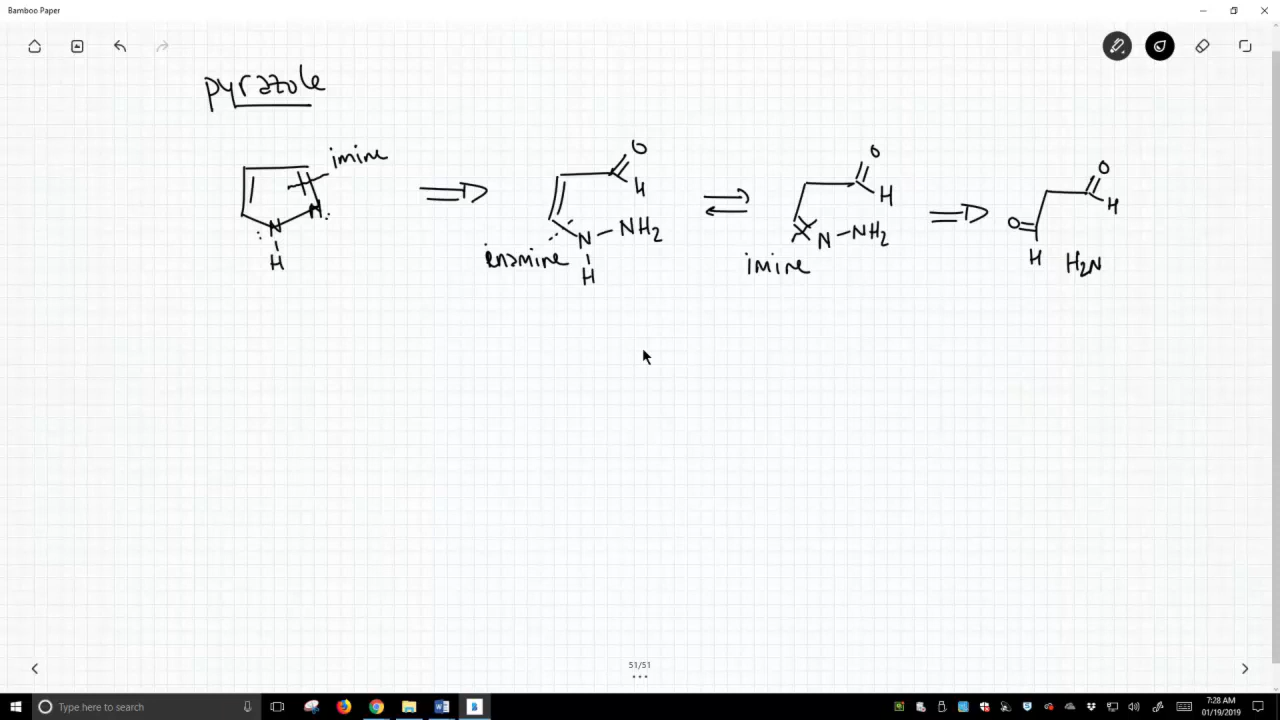 Bamboo Paper
pyrazole
imine
N:
:N
H
O
H
enamine
N-NH2
H
O
H
imine
N-NH2
O
H
O
H
H2N
51/51
Type here to search
7:28 AM
01/19/2019